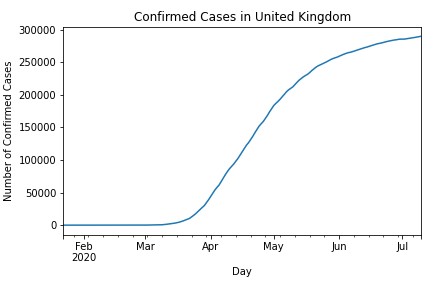 Confirmed Cases in United Kingdom
300000
250000
200000
150000
100000
50000
0
Number of Confirmed Cases
Feb
2020
Mar
Apr
May
Jun
Jul
Day